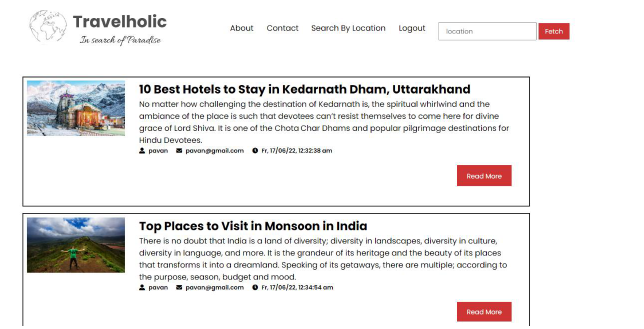 Travelholic
In search of Paradise
About Contact Search By Location Logout location Fetch
10 Best Hotels to Stay in Kedarnath Dham, Uttarakhand
No matter how challenging the destination of Kedarnath is, the spiritual whirlwind and the
ambiance of the place is such that devotees can't resist themselves to come here for divine
grace of Lord Shiva. It is one of the Chota Char Dhams and popular pilgrimage destinations for
Hindu Devotees.
pavan pavan@gmail.com Fr, 17/06/22, 12:32:38 am
Read More
Top Places to Visit in Monsoon in India
There is no doubt that India is a land of diversity; diversity in landscapes, diversity in culture,
diversity in language, and more. It is the grandeur of its heritage and the beauty of its places
that transforms it into a dreamland. Speaking of its getaways, there are multiple; according to
the purpose, season, budget and mood.
pavan pavan@gmail.com Fr, 17/06/22, 12:34:54 am
Read More